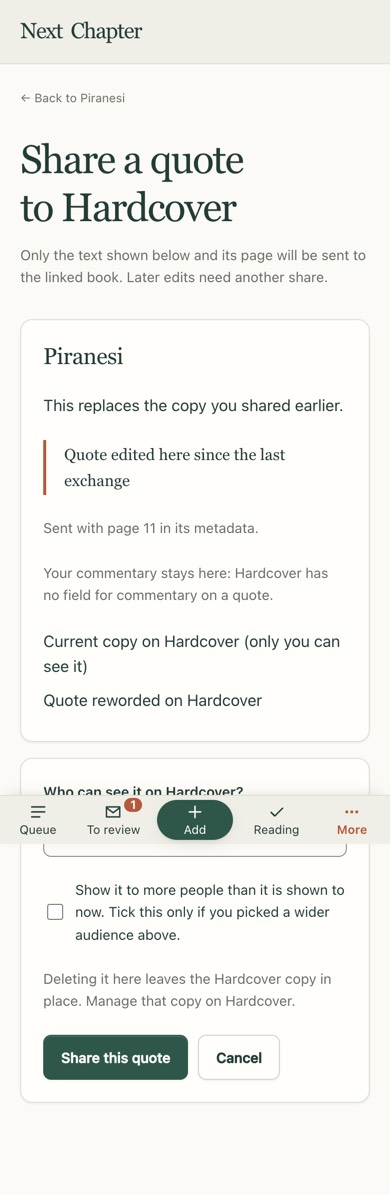 Next Chapter
← Back to Piranesi
Share a quote
to Hardcover
Only the text shown below and its page will be sent to
the linked book. Later edits need another share.
Piranesi
This replaces the copy you shared earlier.
Quote edited here since the last
exchange
Sent with page 11 in its metadata.
Your commentary stays here: Hardcover has
no field for commentary on a quote.
Current copy on Hardcover (only you can
see it)
Quote reworded on Hardcover
Who can see it on Hardcover?
1
Queue
To review
Add
Reading
More
Show it to more people than it is shown to
now. Tick this only if you picked a wider
audience above.
Deleting it here leaves the Hardcover copy in
place. Manage that copy on Hardcover.
Share this quote
Cancel